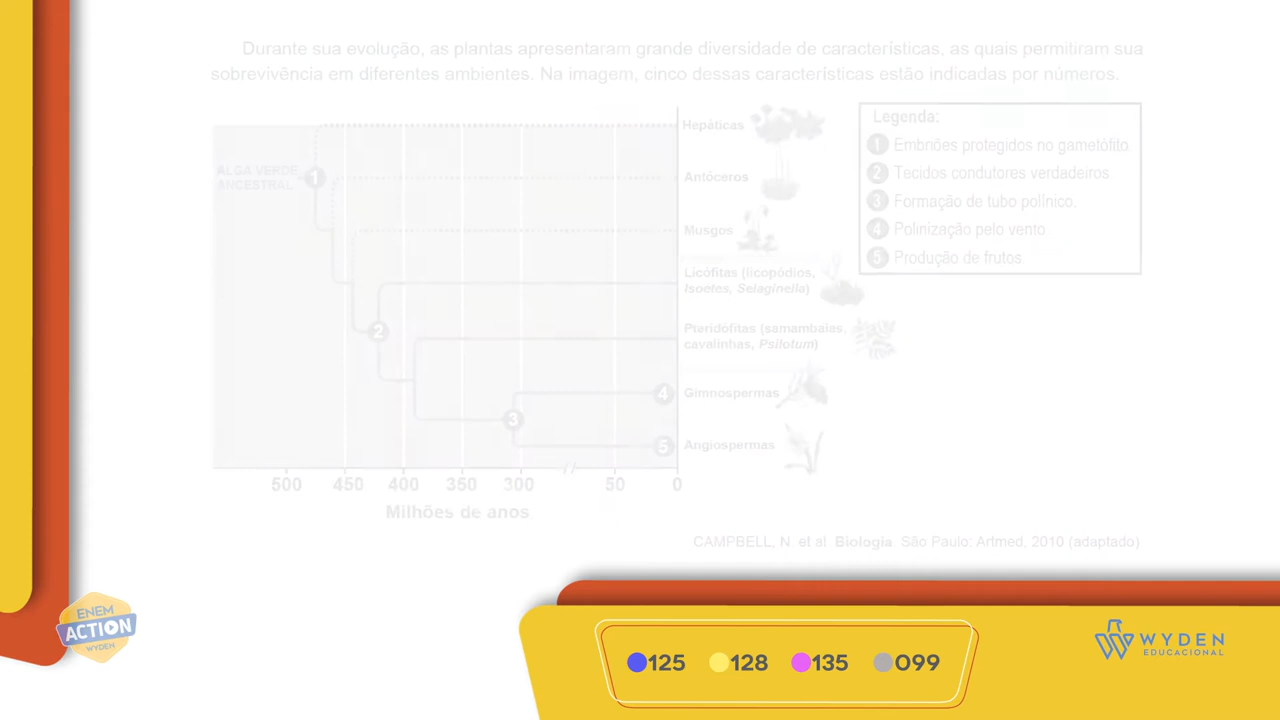 Durante sua evolução, as plantas apresentaram grande diversidade de características, as quais permitiram sua
sobrevivência em diferentes ambientes. Na imagem, cinco dessas características estão indicadas por números.
Hepáticas
Legenda:
1 Embriões protegidos no gametófito.
2 Tecidos condutores verdadeiros
3 Formação de tubo polínico.
4 Polinização pelo vento
5 Produção de frutos
ALGA VERDE
ANCESTRAL
1
Antóceros
Musgos
Licófitas (licopódios,
Isoetes, Selaginella)
2
Pteridófitas (samambaias,
cavalinhas, Psilotum)
4
Gimnospermas
3
5
Angiospermas
500 450 400 350 300 50 0
Milhões de anos
CAMPBELL, N. et al. Biologia. São Paulo: Artmed, 2010 (adaptado)
ENEM
ACTION
WYDEN
125 128 135 099
WYDEN
EDUCACIONAL